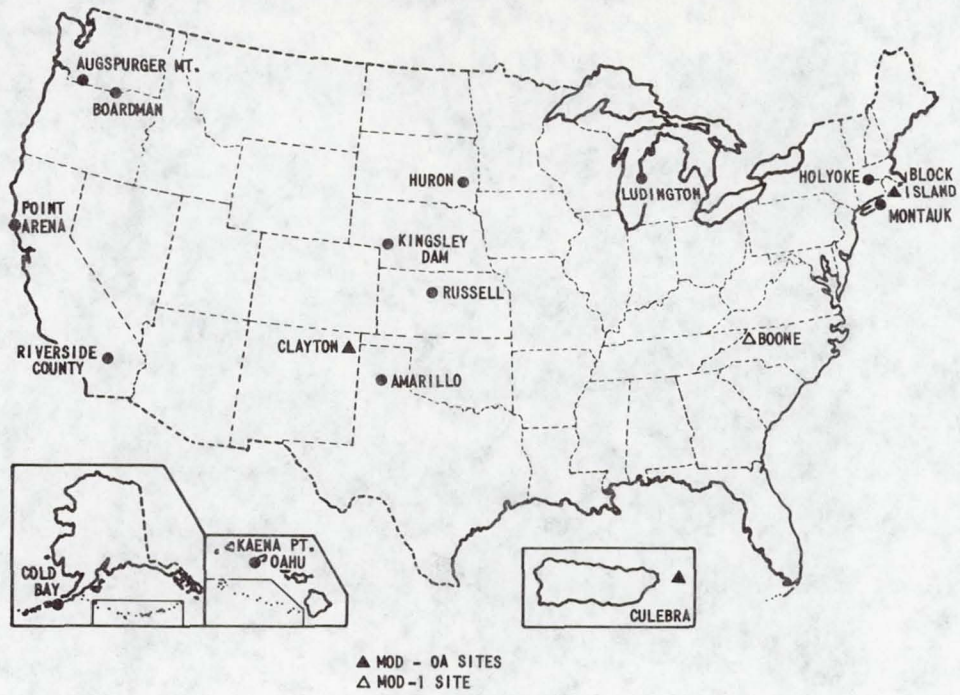 AUGSPURGER MT.
BOARDMAN
HURON
LUDINGTON
HOLYOKE
BLOCK
ISLAND
MONTAUK
POINT
ARENA
KINGSLEY
DAM
RUSSELL
BOONE
CLAYTON
RIVERSIDE
COUNTY
AMARILLO
KAENA PT.
OAHU
COLD
BAY
CULEBRA
MOD - OA SITES
MOD-1 SITE